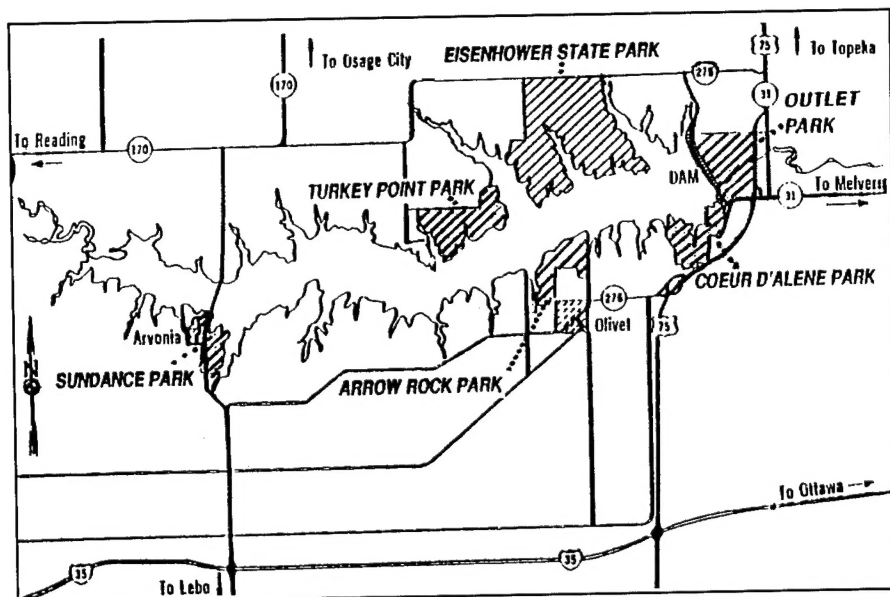 To Osage City
EISENHOWER STATE PARK
75
To Topeka
170
278
31
OUTLET PARK
To Reading
170
DAM
To Melvern
31
TURKEY POINT PARK
COEUR D'ALENE PARK
276
Olivet
75
Arvonia
SUNDANCE PARK
ARROW ROCK PARK
N
To Ottawa
35
35
To Lebo